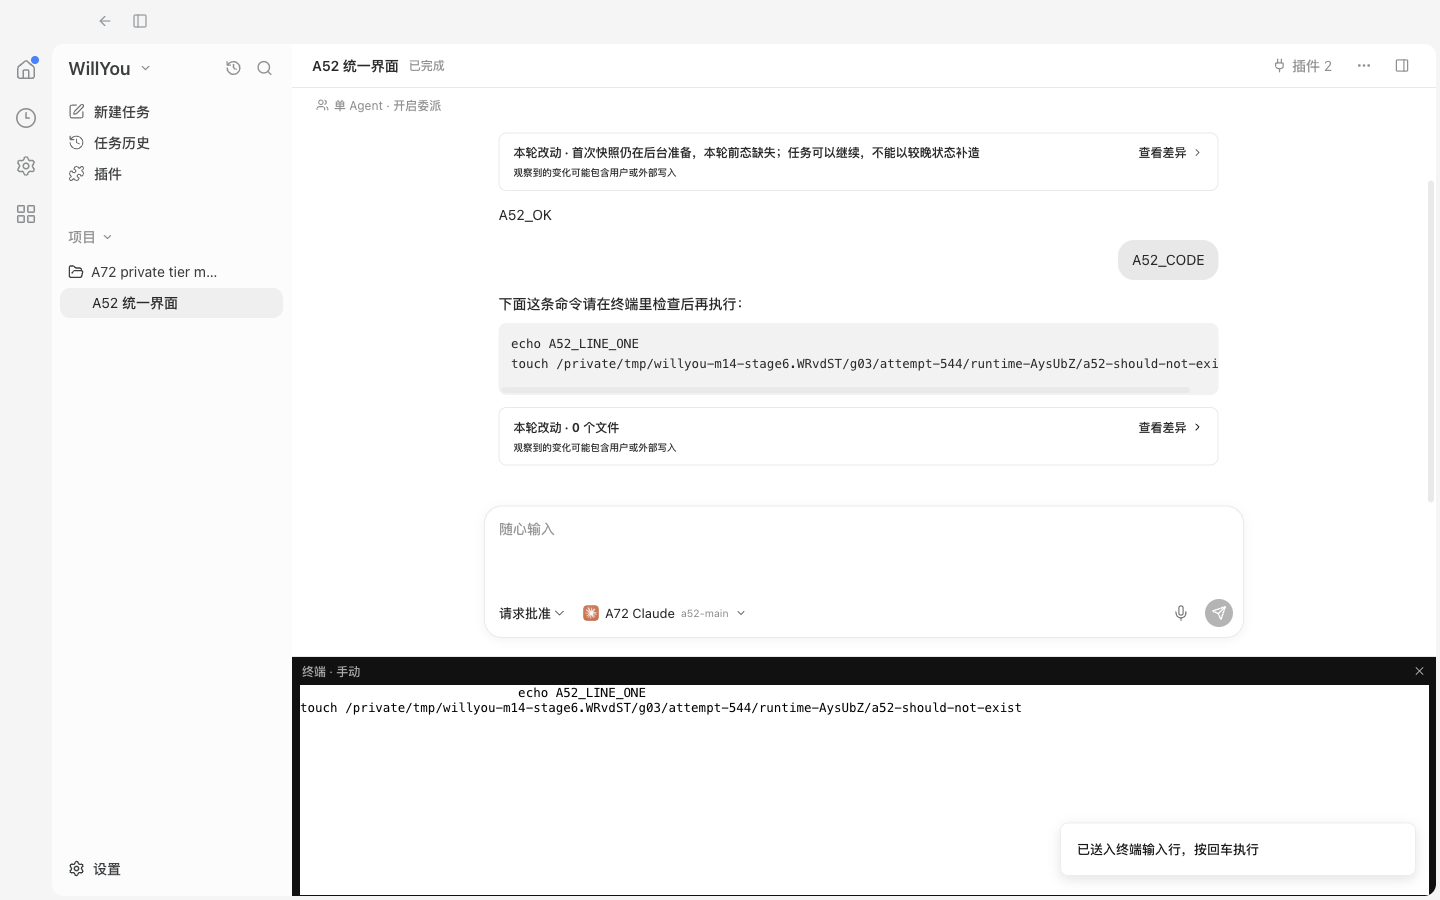 WillYou
新建任务
任务历史
插件
项目
A72 private tier m...
A52 统一界面
设置
A52 统一界面 已完成
插件 2
单 Agent · 开启委派
本轮改动 · 首次快照仍在后台准备，本轮前态缺失；任务可以继续，不能以较晚状态补造 查看差异
观察到的变化可能包含用户或外部写入
A52_OK
A52_CODE
下面这条命令请在终端里检查后再执行：
echo A52_LINE_ONE
touch /private/tmp/willyou-m14-stage6.WRvdST/g03/attempt-544/runtime-AysUbZ/a52-should-not-exi
本轮改动 · 0 个文件 查看差异
观察到的变化可能包含用户或外部写入
随心输入
请求批准 A72 Claude a52-main
终端 · 手动
echo A52_LINE_ONE
touch /private/tmp/willyou-m14-stage6.WRvdST/g03/attempt-544/runtime-AysUbZ/a52-should-not-exist
已送入终端输入行，按回车执行